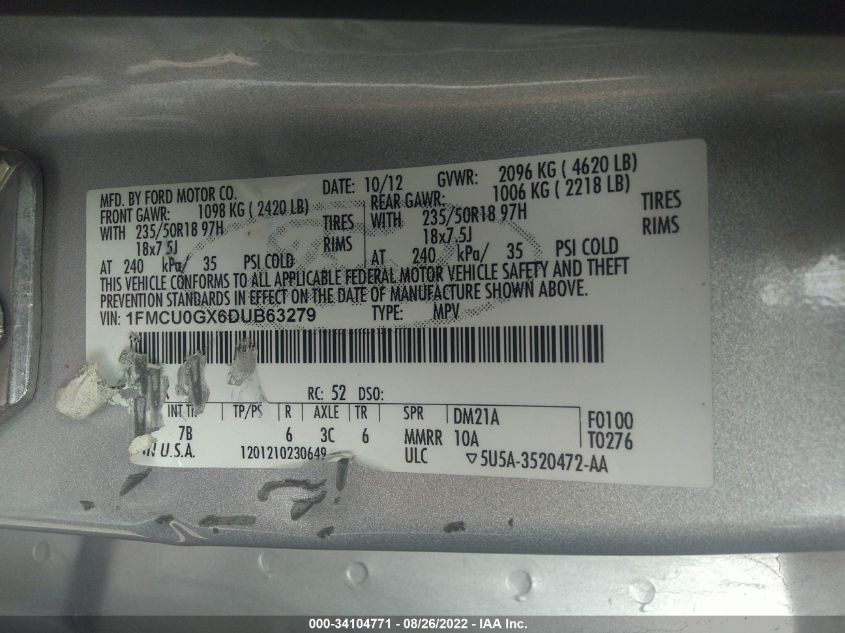 MFD. BY FORD MOTOR CO. DATE: 10/12 GVWR: 2096 KG ( 4620 LB)
FRONT GAWR: 1098 KG ( 2420 LB) REAR GAWR: 1006 KG ( 2218 LB)
WITH 235/50R18 97H TIRES WITH 235/50R18 97H TIRES
18x7.5J RIMS 18x7.5J RIMS
AT 240 kPa/ 35 PSI COLD AT 240 kPa/ 35 PSI COLD
THIS VEHICLE CONFORMS TO ALL APPLICABLE FEDERAL MOTOR VEHICLE SAFETY AND THEFT
PREVENTION STANDARDS IN EFFECT ON THE DATE OF MANUFACTURE SHOWN ABOVE.
VIN: 1FMCU0GX6DUB63279 TYPE: MPV
RC: 52 DSO:
INT TR TP/PS R AXLE TR SPR DM21A F0100
7B 6 3C 6 MMRR 10A T0276
IN U.S.A. 1201210230649 ULC ▽5U5A-3520472-AA
000-34104771 - 08/26/2022 - IAA Inc.